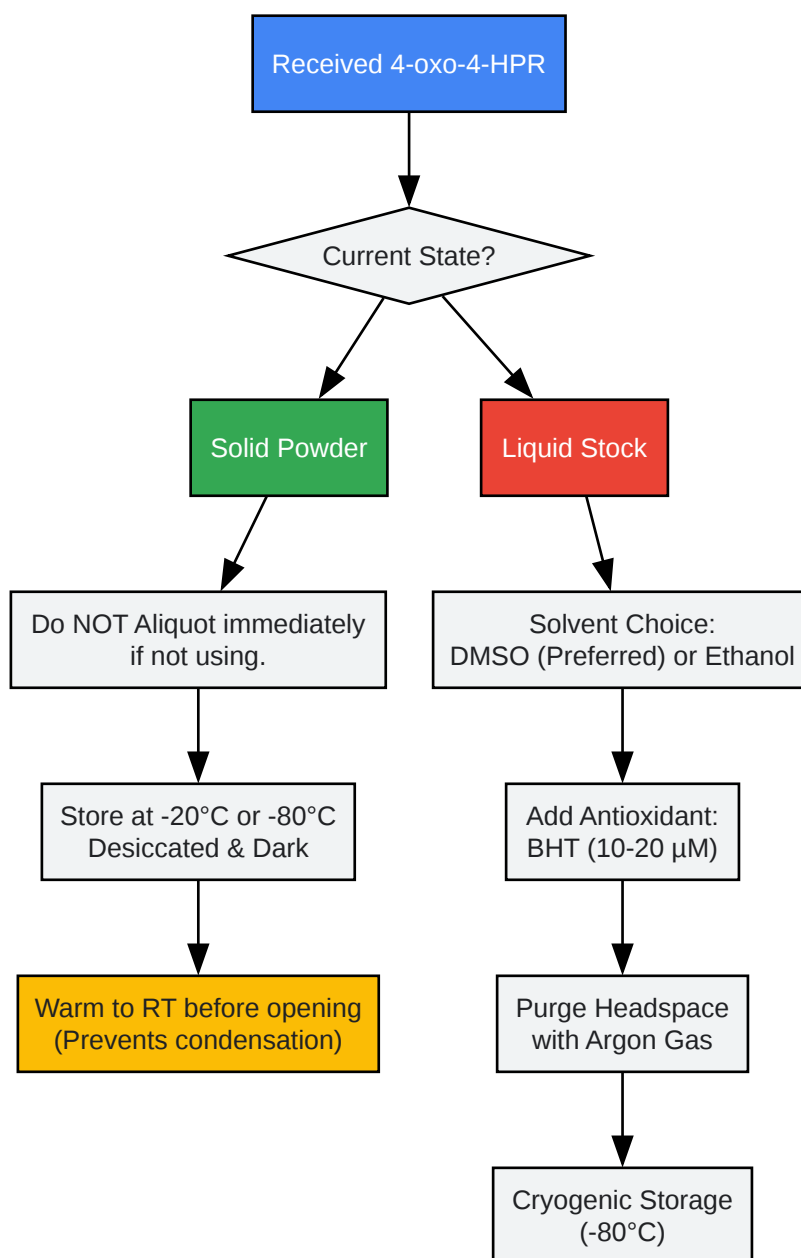 Received 4-oxo-4-HPR
Current State?
Solid Powder
Liquid Stock
Do NOT Aliquot immediately
if not using.
Solvent Choice:
DMSO (Preferred) or Ethanol
Store at -20°C or -80°C
Desiccated & Dark
Add Antioxidant:
BHT (10-20 µM)
Warm to RT before opening
(Prevents condensation)
Purge Headspace
with Argon Gas
Cryogenic Storage
(-80°C)